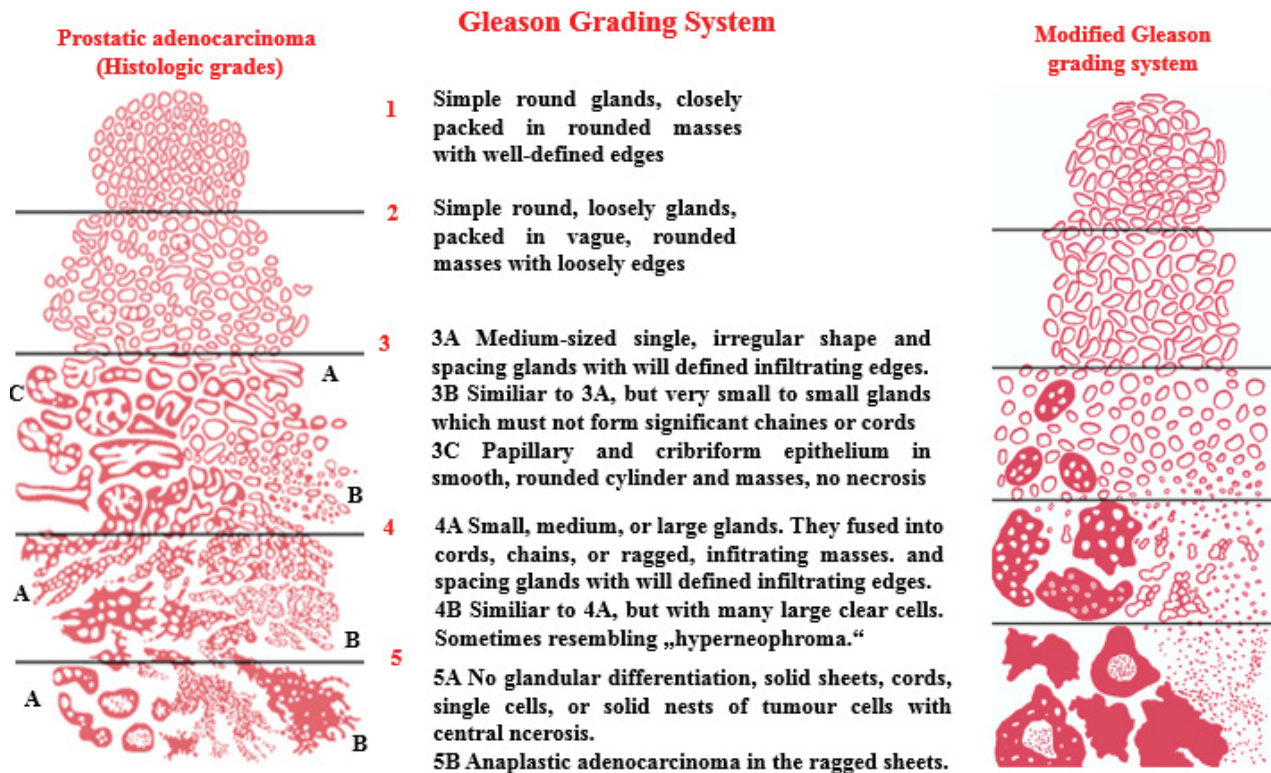 Gleason Grading System
Prostatic adenocarcinoma
(Histologic grades)
Modified Gleason
grading system
1
Simple round glands, closely
packed in rounded masses
with well-defined edges
2
Simple round, loosely glands,
packed in vague, rounded
masses with loosely edges
3
3A Medium-sized single, irregular shape and
spacing glands with will defined infiltrating edges.
3B Similiar to 3A, but very small to small glands
which must not form significant chaines or cords
3C Papillary and cribriform epithelium in
smooth, rounded cylinder and masses, no necrosis
A
C
B
4
4A Small, medium, or large glands. They fused into
cords, chains, or ragged, infitrating masses. and
spacing glands with will defined infiltrating edges.
4B Similiar to 4A, but with many large clear cells.
Sometimes resembling „hyperneophroma.“
A
B
5
5A No glandular differentiation, solid sheets, cords,
single cells, or solid nests of tumour cells with
central ncerosis.
5B Anaplastic adenocarcinoma in the ragged sheets.
A
B